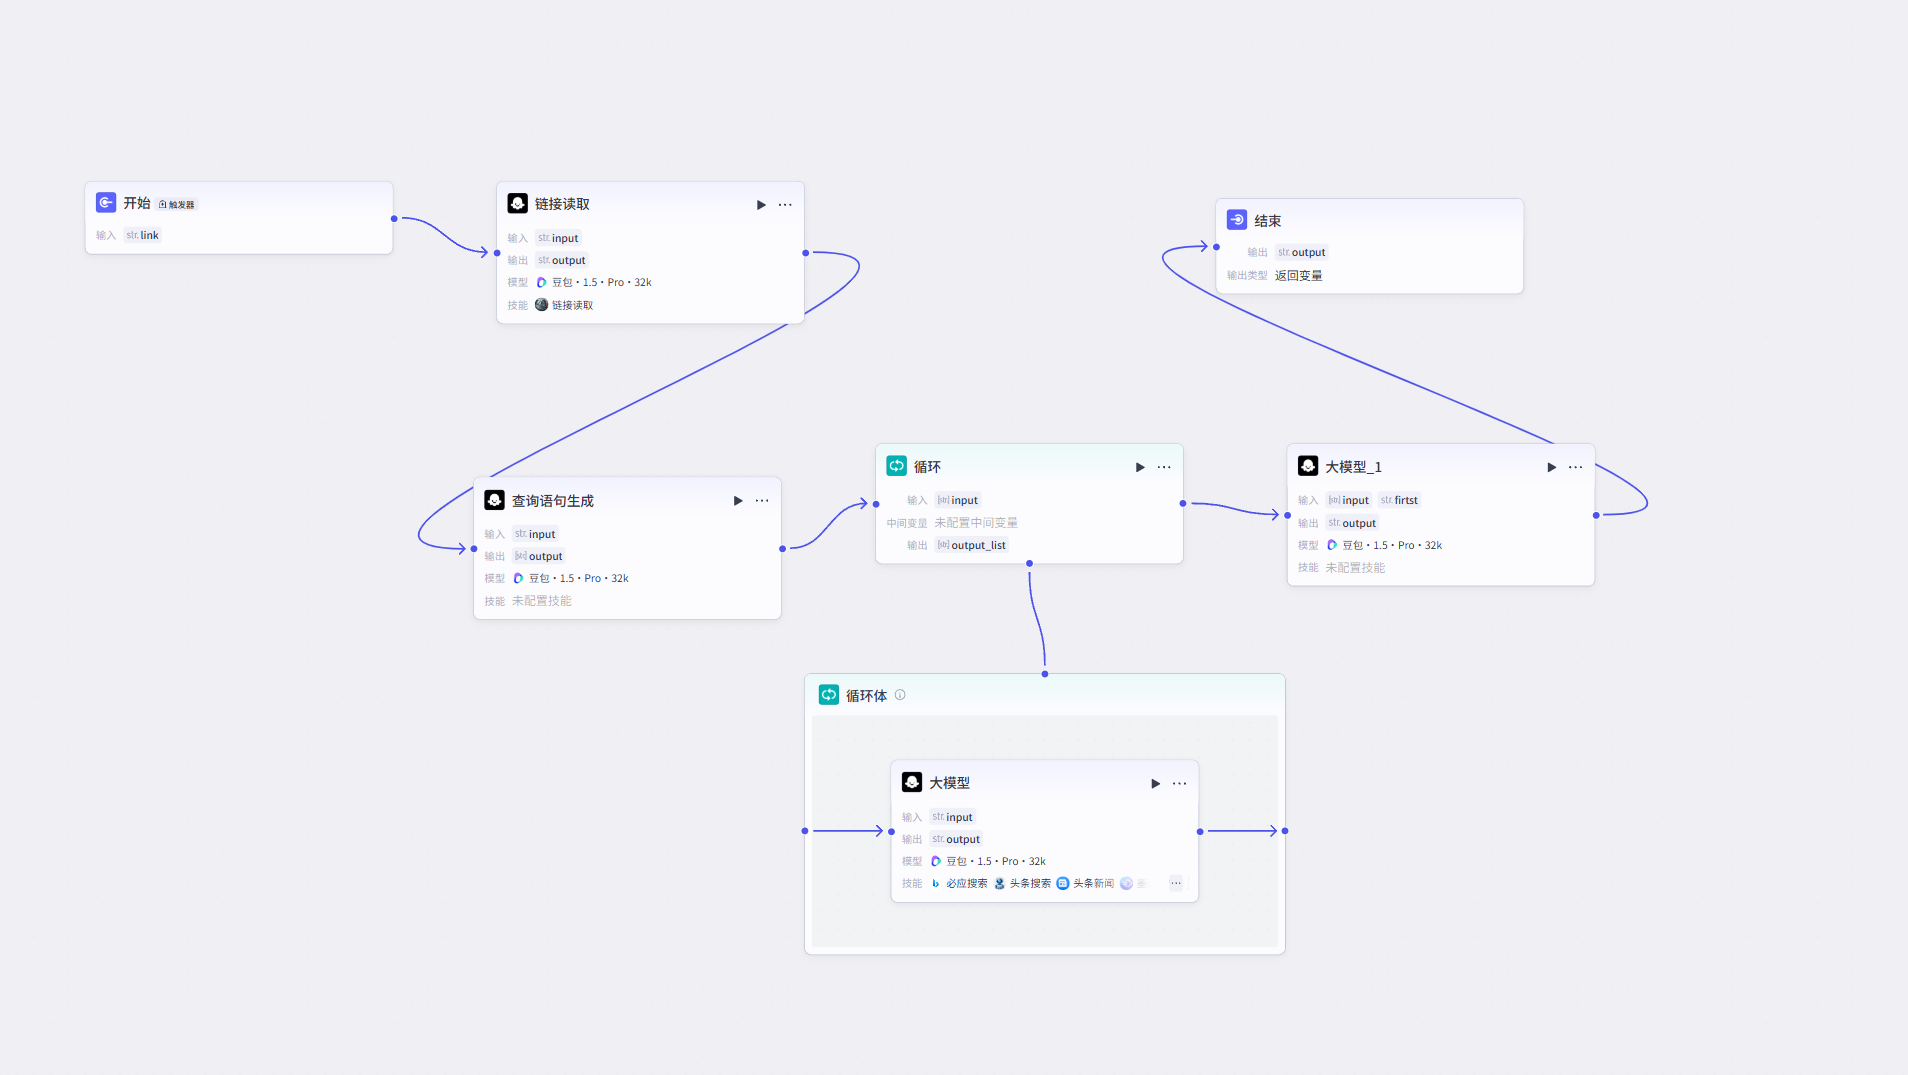 开始 触发器
输入 str. link
链接读取
输入 str. input
输出 str. output
模型 豆包・1.5・Pro・32k
技能 链接读取
结束
输出 str. output
输出类型 返回变量
查询语句生成
输入 str. input
输出 [str] output
模型 豆包・1.5・Pro・32k
技能 未配置技能
循环
输入 [str] input
中间变量 未配置中间变量
输出 [str] output_list
大模型_1
输入 [str] input str. firtst
输出 str. output
模型 豆包・1.5・Pro・32k
技能 未配置技能
循环体
大模型
输入 str. input
输出 str. output
模型 豆包・1.5・Pro・32k
技能 必应搜索 头条搜索 头条新闻